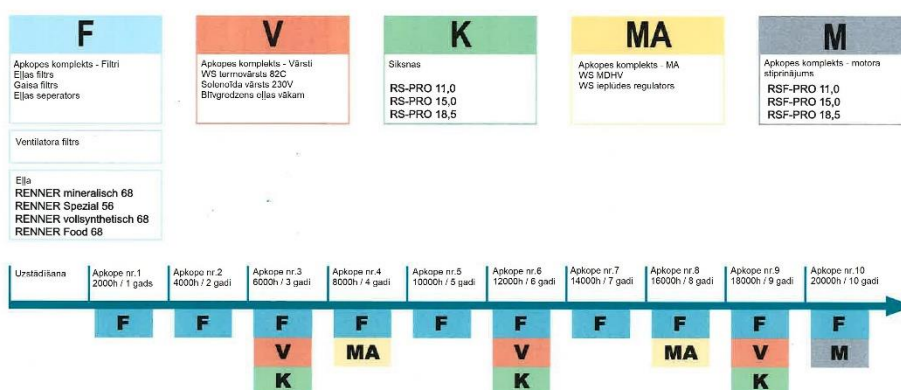 F
Apkopes komplekts - Filtri
Eļļas filtrs
Gaisa filtrs
Eļļas seperators
Ventilatora filtrs
Eļļa
RENNER mineralisch 68
RENNER Spezial 56
RENNER vollsynthetisch 68
RENNER Food 68
V
Apkopes komplekts - Vārsti
WS termovārsts 82C
Solenoīda vārsts 230V
Blīvgredzens eļļas vākam
K
Siksnas
RS-PRO 11,0
RS-PRO 15,0
RS-PRO 18,5
MA
Apkopes komplekts - MA
WS MDHV
WS ieplūdes regulators
M
Apkopes komplekts - motora
stiprinājums
RSF-PRO 11,0
RSF-PRO 15,0
RSF-PRO 18,5
Uzstādīšana
Apkope nr.1
2000h / 1 gads
Apkope nr.2
4000h / 2 gadi
Apkope nr.3
6000h / 3 gadi
Apkope nr.4
8000h / 4 gadi
Apkope nr.5
10000h / 5 gadi
Apkope nr.6
12000h / 6 gadi
Apkope nr.7
14000h / 7 gadi
Apkope nr.8
16000h / 8 gadi
Apkope nr.9
18000h / 9 gadi
Apkope nr.10
20000h / 10 gadi
F F F F F F F F F F
V MA V MA V M
K K K